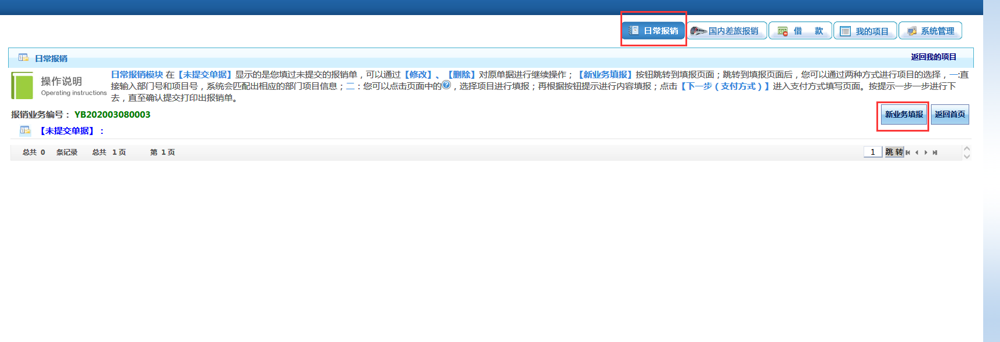 日常报销 国内差旅报销 借 款 我的项目 系统管理
日常报销 返回我的项目
操作说明
Operating instructions
日常报销模块 在【未提交单据】显示的是您填过未提交的报销单，可以通过【修改】、【删除】对原单据进行继续操作；【新业务填报】按钮跳转到填报页面；跳转到填报页面后，您可以通过两种方式进行项目的选择，一:直
接输入部门号和项目号，系统会匹配出相应的部门项目信息；二：您可以点击页面中的?，选择项目进行填报；再根据按钮提示进行内容填报；点击【下一步（支付方式）】进入支付方式填写页面。按提示一步一步进行下
去，直至确认提交打印出报销单。
报销业务编号： YB202003080003
新业务填报 返回首页
【未提交单据】：
总共 0 条记录 总共 1 页 第 1 页 1 跳 转